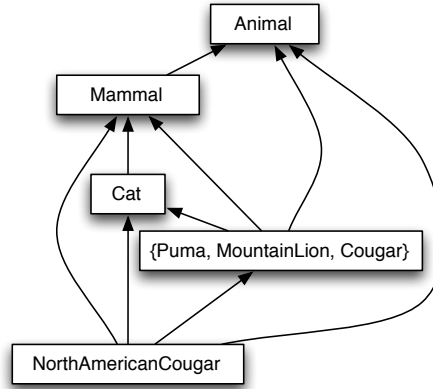 Animal
Mammal
Cat
{Puma, MountainLion, Cougar}
NorthAmericanCougar